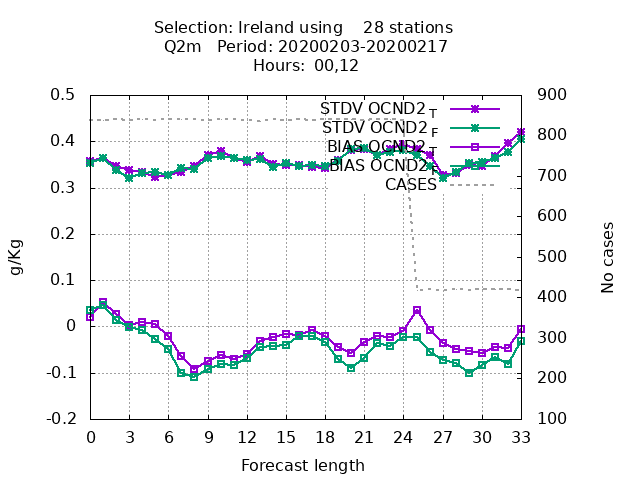 Selection: Ireland using    28 stations
Q2m   Period: 20200203-20200217
Hours:  00,12
STDV OCND2 T
STDV OCND2 F
BIAS OCND2 T
BIAS OCND2 F
CASES
0.5
0.4
0.3
0.2
0.1
0
-0.1
-0.2
g/Kg
900
800
700
600
500
400
300
200
100
No cases
0 3 6 9 12 15 18 21 24 27 30 33
Forecast length